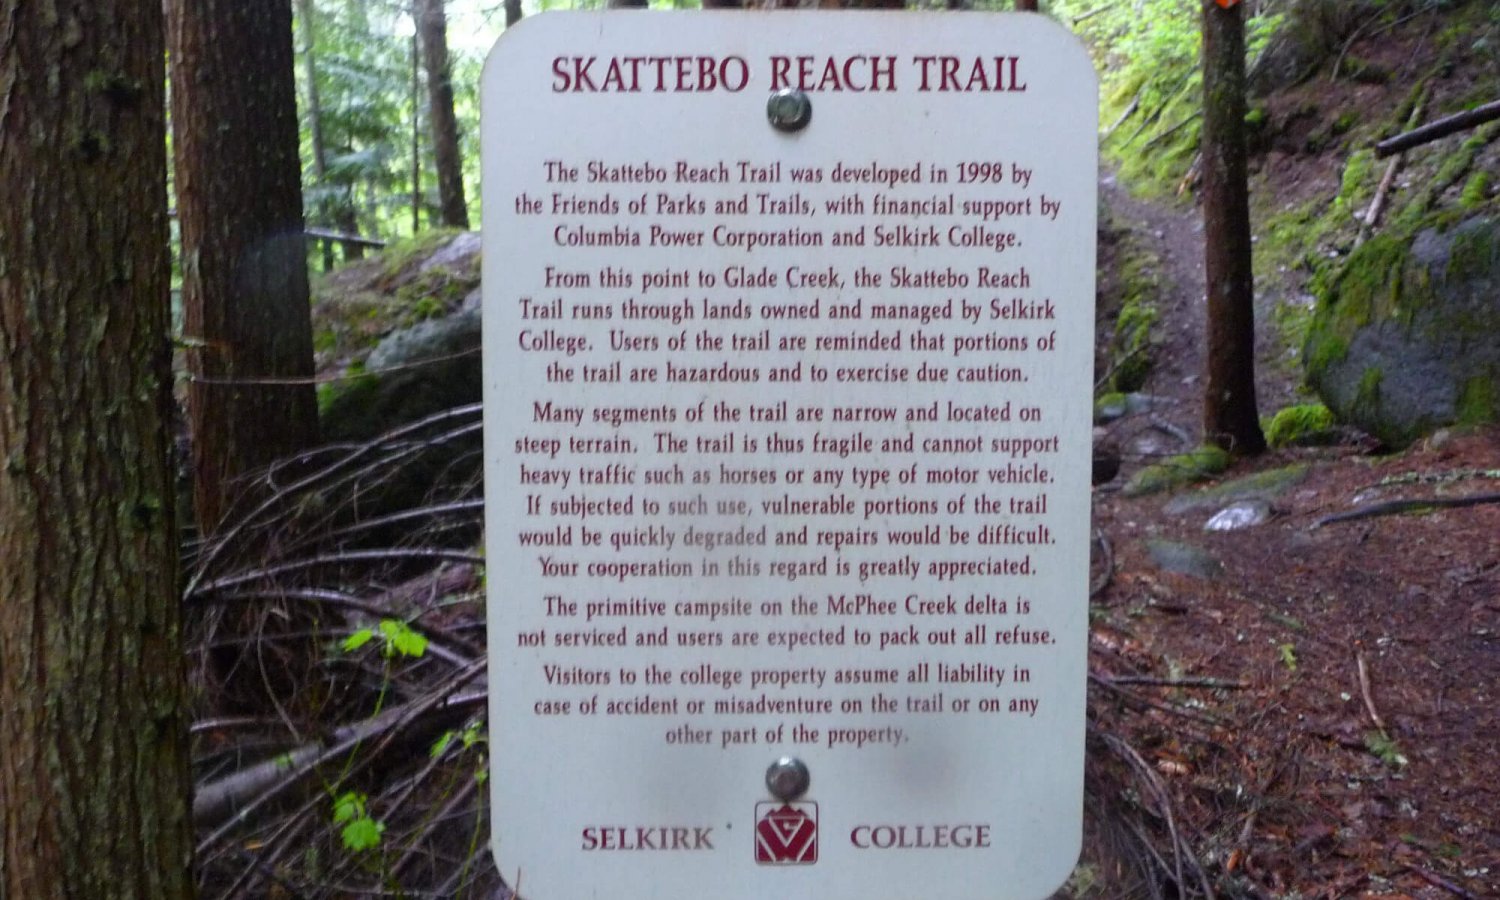 SKATTEBO REACH TRAIL
The Skattebo Reach Trail was developed in 1998 by
the Friends of Parks and Trails, with financial support by
Columbia Power Corporation and Selkirk College.
From this point to Glade Creek, the Skattebo Reach
Trail runs through lands owned and managed by Selkirk
College. Users of the trail are reminded that portions of
the trail are hazardous and to exercise due caution.
Many segments of the trail are narrow and located on
steep terrain. The trail is thus fragile and cannot support
heavy traffic such as horses or any type of motor vehicle.
If subjected to such use, vulnerable portions of the trail
would be quickly degraded and repairs would be difficult.
Your cooperation in this regard is greatly appreciated.
The primitive campsite on the McPhee Creek delta is
not serviced and users are expected to pack out all refuse.
Visitors to the college property assume all liability in
case of accident or misadventure on the trail or on any
other part of the property.
SELKIRK COLLEGE